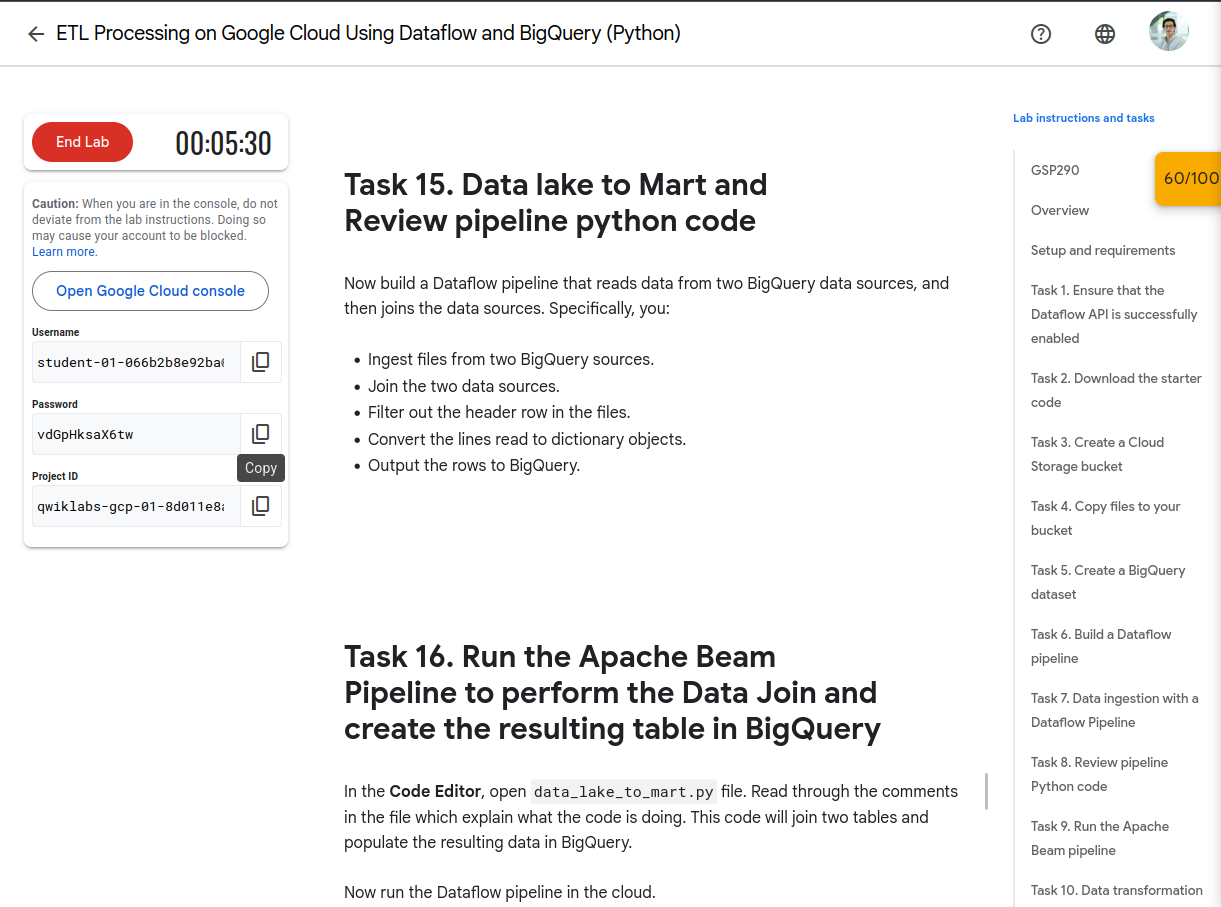 ETL Processing on Google Cloud Using Dataflow and BigQuery (Python)
End Lab
00:05:30
Caution: When you are in the console, do not
deviate from the lab instructions. Doing so
may cause your account to be blocked.
Learn more.
Open Google Cloud console
Username
student-01-066b2b8e92ba
Password
vdGpHksaX6tw
Copy
Project ID
qwiklabs-gcp-01-8d011e8
Task 15. Data lake to Mart and
Review pipeline python code
Now build a Dataflow pipeline that reads data from two BigQuery data sources, and
then joins the data sources. Specifically, you:
• Ingest files from two BigQuery sources.
• Join the two data sources.
• Filter out the header row in the files.
• Convert the lines read to dictionary objects.
• Output the rows to BigQuery.
Task 16. Run the Apache Beam
Pipeline to perform the Data Join and
create the resulting table in BigQuery
In the Code Editor, open data_lake_to_mart.py file. Read through the comments
in the file which explain what the code is doing. This code will join two tables and
populate the resulting data in BigQuery.
Now run the Dataflow pipeline in the cloud.
Lab instructions and tasks
60/100
GSP290
Overview
Setup and requirements
Task 1. Ensure that the
Dataflow API is successfully
enabled
Task 2. Download the starter
code
Task 3. Create a Cloud
Storage bucket
Task 4. Copy files to your
bucket
Task 5. Create a BigQuery
dataset
Task 6. Build a Dataflow
pipeline
Task 7. Data ingestion with a
Dataflow Pipeline
Task 8. Review pipeline
Python code
Task 9. Run the Apache
Beam pipeline
Task 10. Data transformation